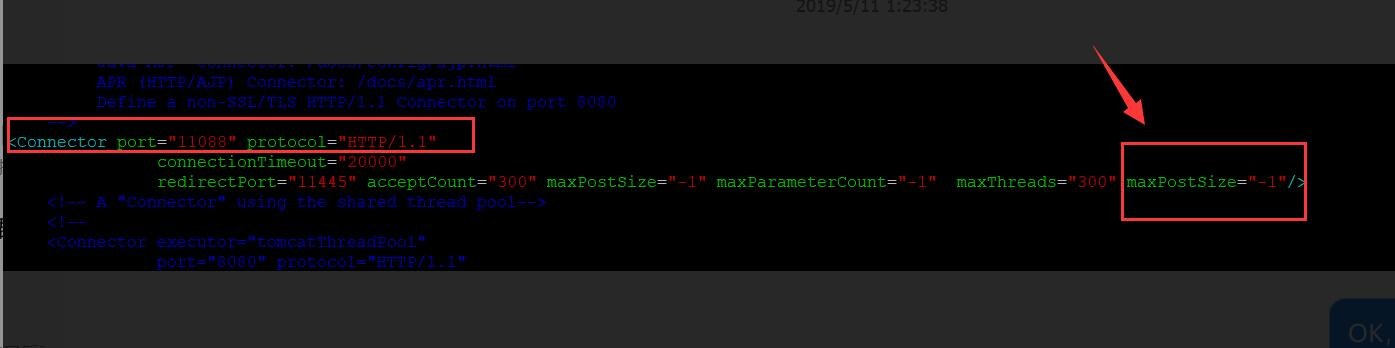 2019/5/11 1:23:38
APR (HTTP/AJP) Connector: /docs/apr.html
Define a non-SSL/TLS HTTP/1.1 Connector on port 8080
-->
<Connector port="11088" protocol="HTTP/1.1"
connectionTimeout="20000"
redirectPort="11445" acceptCount="300" maxPostSize="-1" maxParameterCount="-1" maxThreads="300" maxPostSize="-1"/>
<!-- A "Connector" using the shared thread pool-->
<!--
<Connector executor="tomcatThreadPool"
port="8080" protocol="HTTP/1.1"
OK,